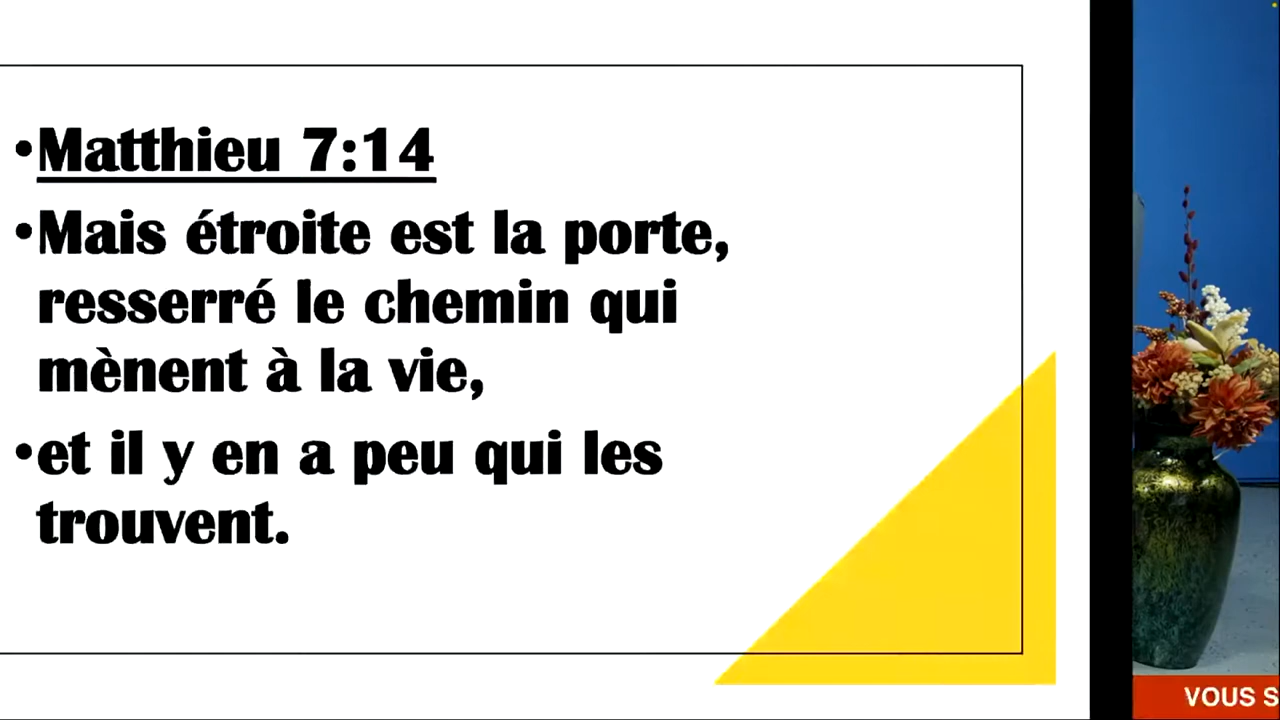 •Matthieu 7:14
•Mais étroite est la porte,
resserré le chemin qui
mènent à la vie,
•et il y en a peu qui les
trouvent.
VOUS S